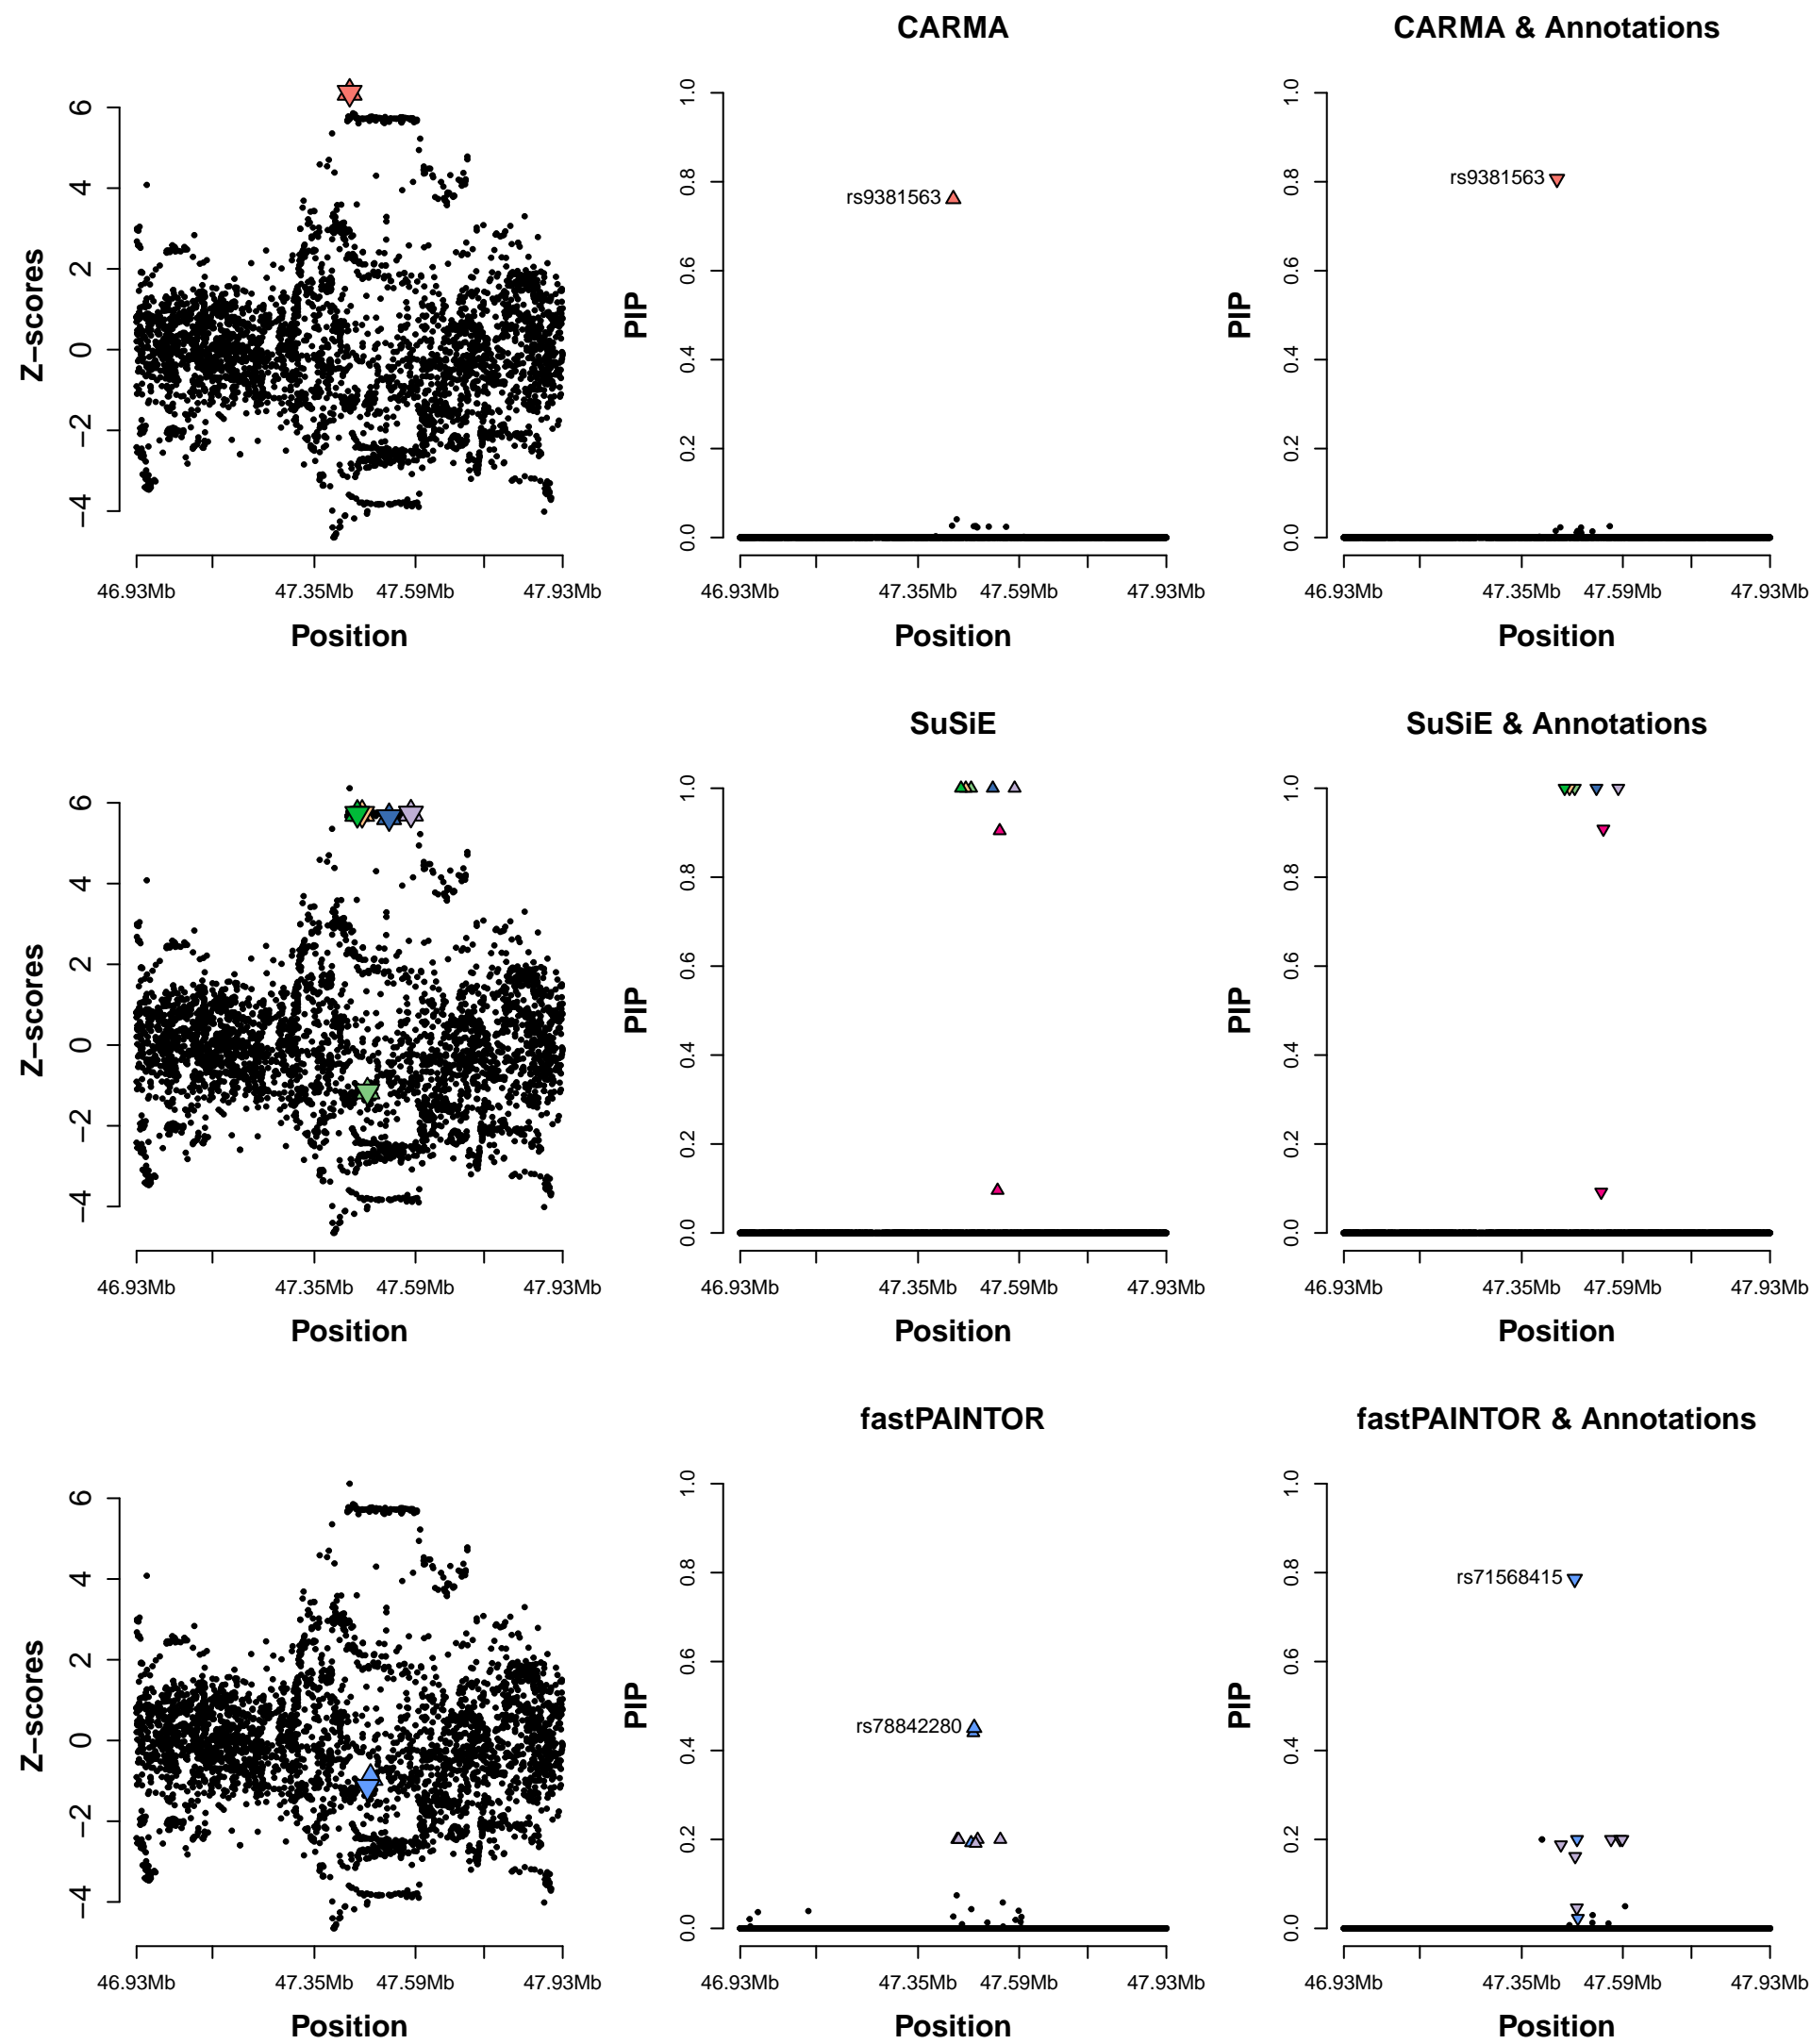 CARMA
CARMA & Annotations
Z−scores
6
4
2
0
−2
−4
46.93Mb 47.35Mb 47.59Mb 47.93Mb
Position
PIP
1.0
0.8
0.6
0.4
0.2
0.0
rs9381563
46.93Mb 47.35Mb 47.59Mb 47.93Mb
Position
PIP
1.0
0.8
0.6
0.4
0.2
0.0
rs9381563
46.93Mb 47.35Mb 47.59Mb 47.93Mb
Position
SuSiE
SuSiE & Annotations
Z−scores
6
4
2
0
−2
−4
46.93Mb 47.35Mb 47.59Mb 47.93Mb
Position
PIP
1.0
0.8
0.6
0.4
0.2
0.0
46.93Mb 47.35Mb 47.59Mb 47.93Mb
Position
PIP
1.0
0.8
0.6
0.4
0.2
0.0
46.93Mb 47.35Mb 47.59Mb 47.93Mb
Position
fastPAINTOR
fastPAINTOR & Annotations
Z−scores
6
4
2
0
−2
−4
46.93Mb 47.35Mb 47.59Mb 47.93Mb
Position
PIP
1.0
0.8
0.6
0.4
0.2
0.0
rs78842280
46.93Mb 47.35Mb 47.59Mb 47.93Mb
Position
PIP
1.0
0.8
0.6
0.4
0.2
0.0
rs71568415
46.93Mb 47.35Mb 47.59Mb 47.93Mb
Position